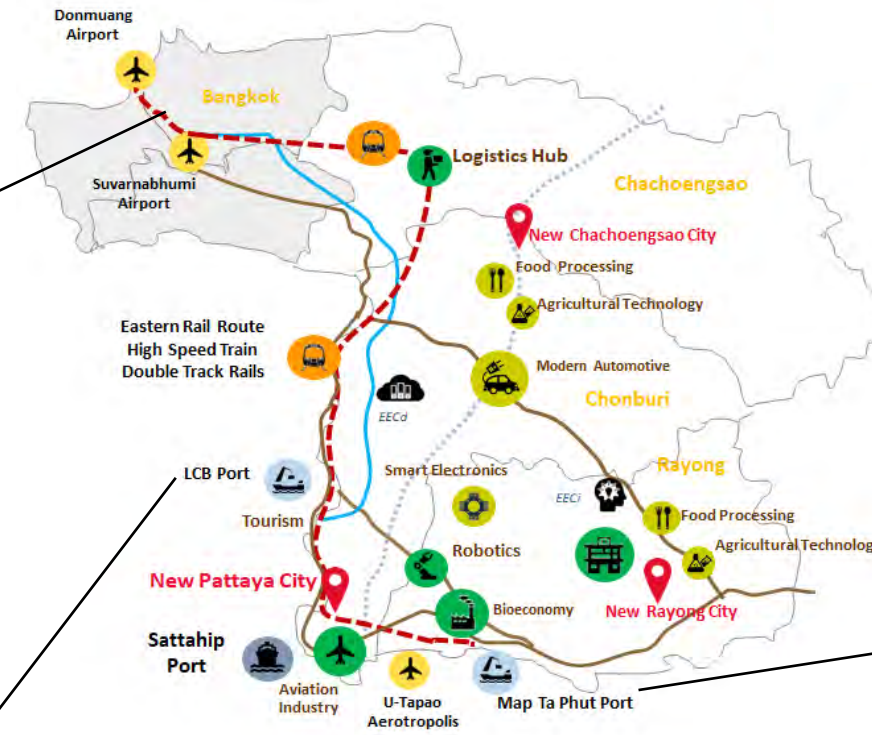 Donmuang
Airport
Bangkok
Logistics Hub
Suvarnabhumi
Airport
Chachoengsao
New Chachoengsao City
Food Processing
Agricultural Technology
Eastern Rail Route
High Speed Train
Double Track Rails
Modern Automotive
EECd
Chonburi
LCB Port
Smart Electronics
Rayong
EECi
Tourism
Food Processing
Robotics
Agricultural Technolog
New Pattaya City
Bioeconomy
New Rayong City
Sattahip
Port
Aviation
Industry
U-Tapao
Aerotropolis
Map Ta Phut Port